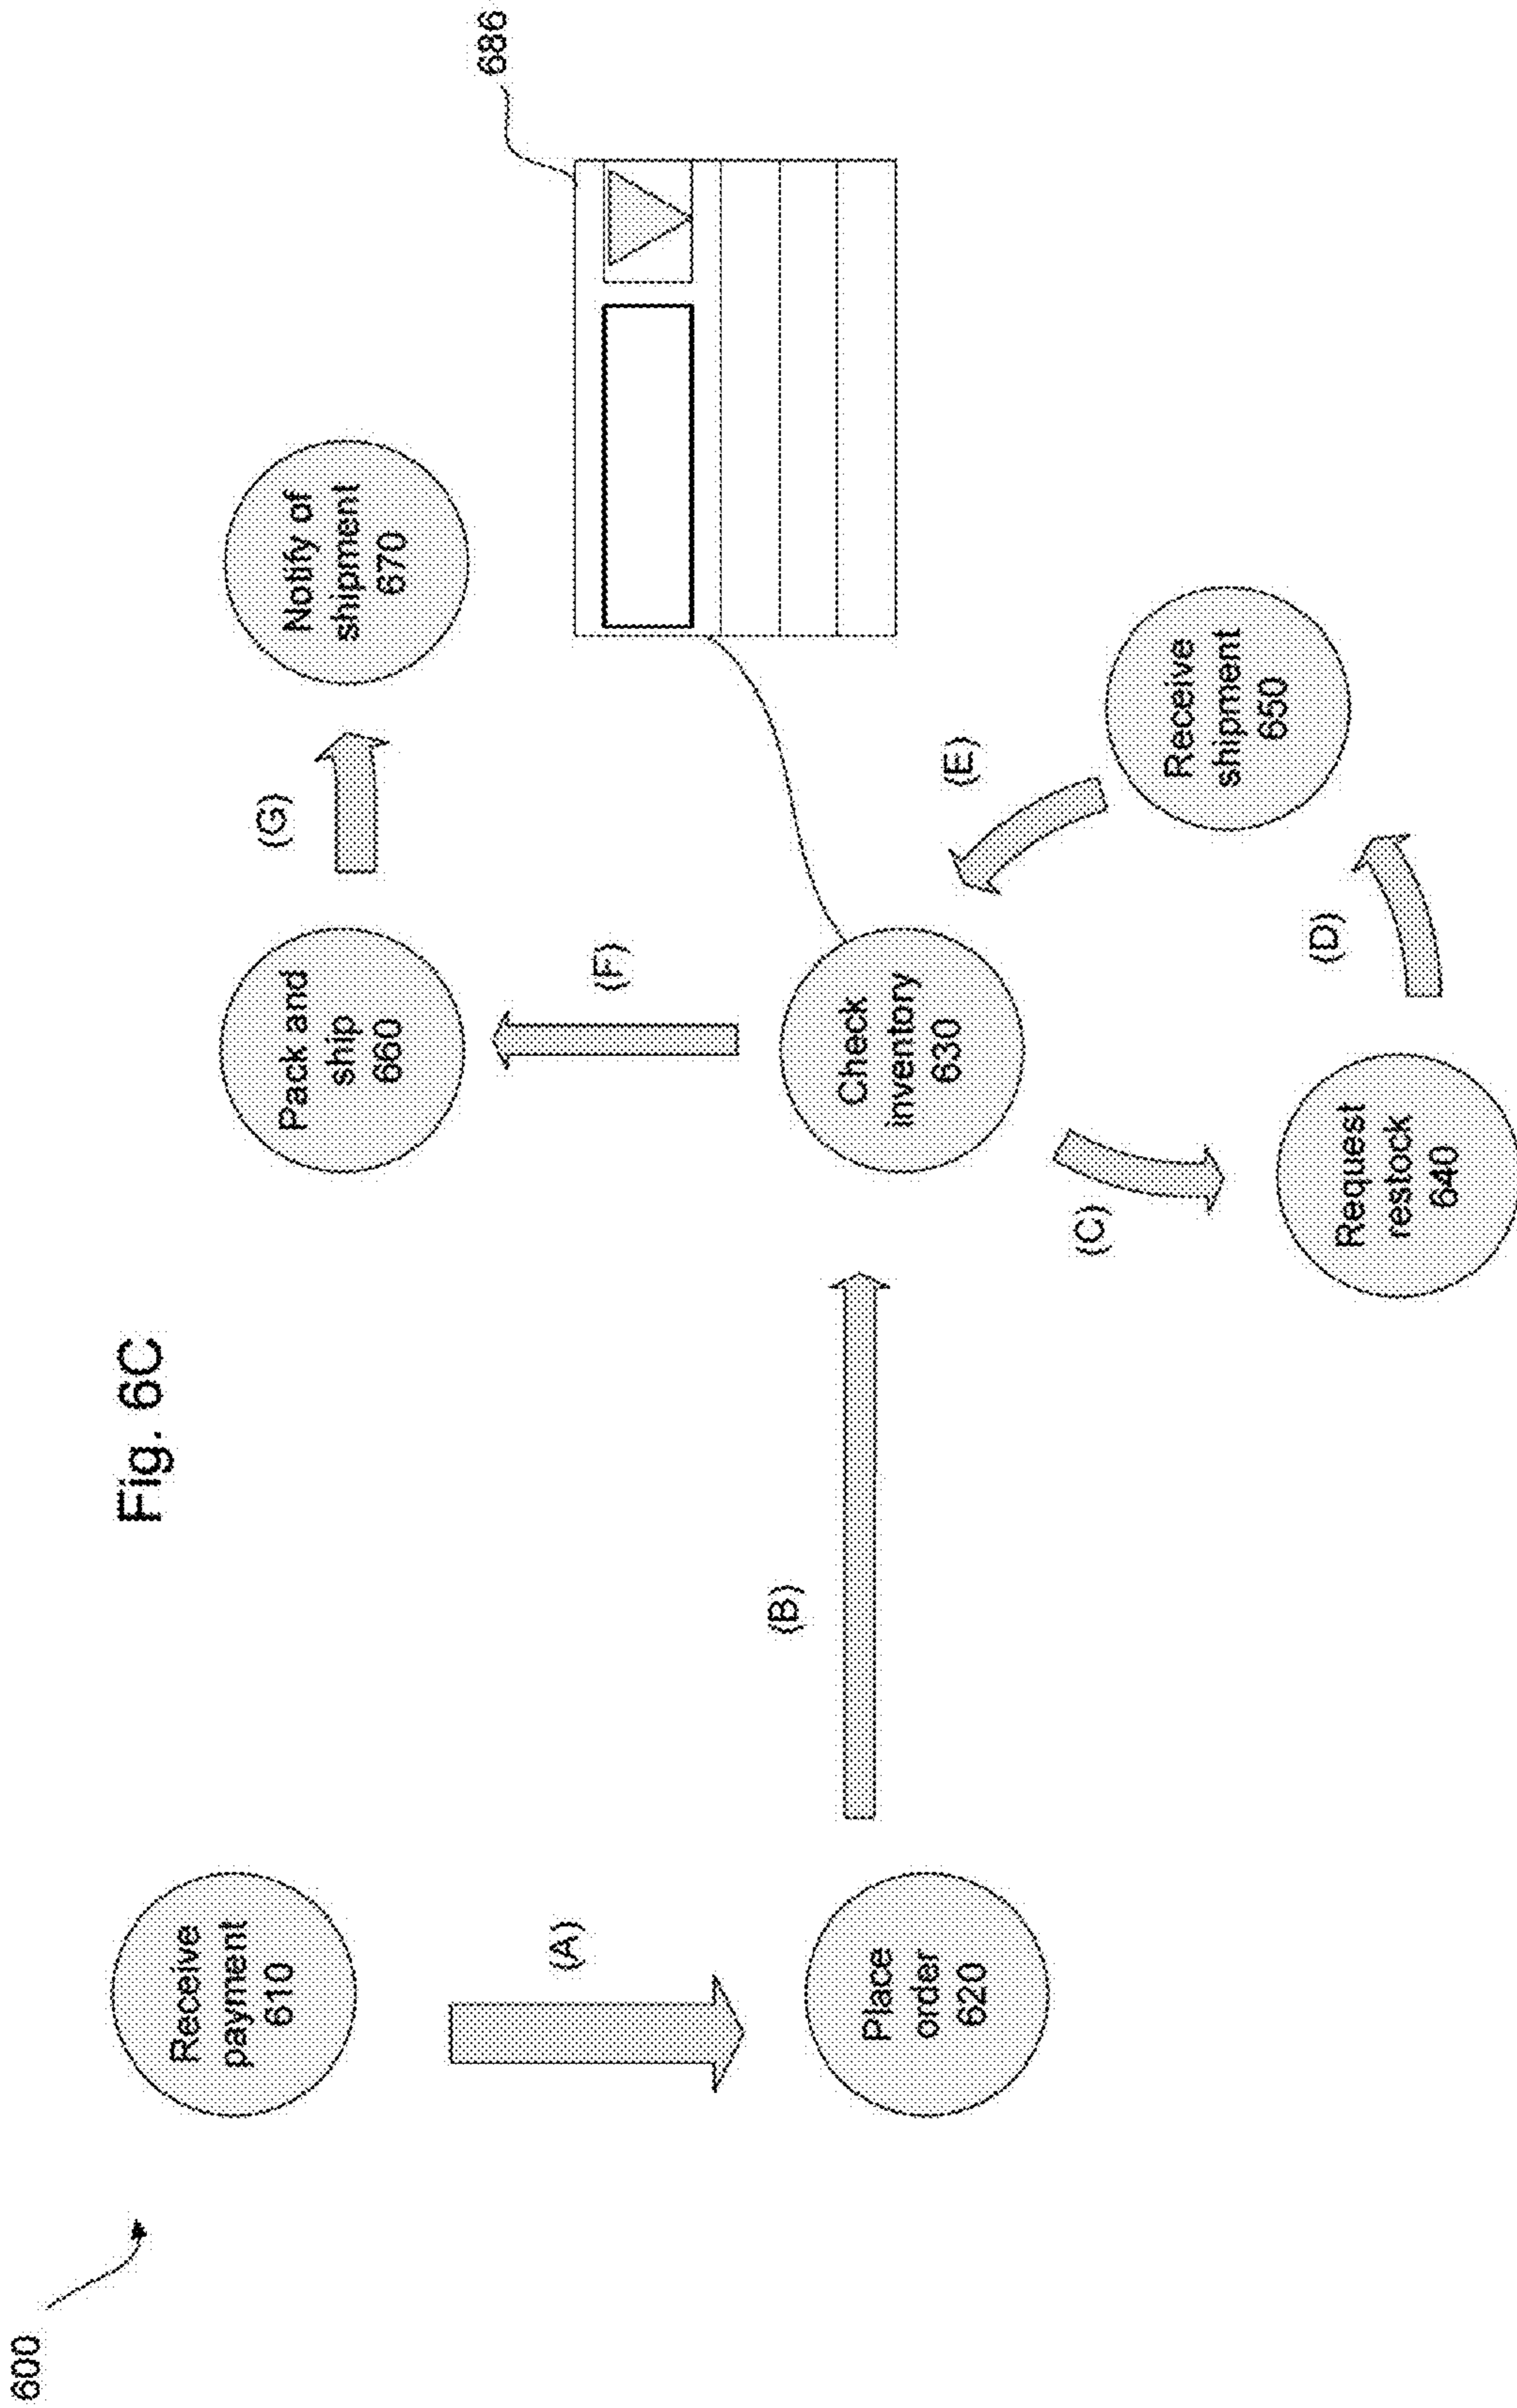 Fig. 6C
600
Receive
payment
610
(A)
Place
order
620
(B)
Check
inventory
630
(C)
Request
restock
640
(D)
Receive
shipment
650
(E)
(F)
Pack and
ship
660
(G)
Notify of
shipment
670
686